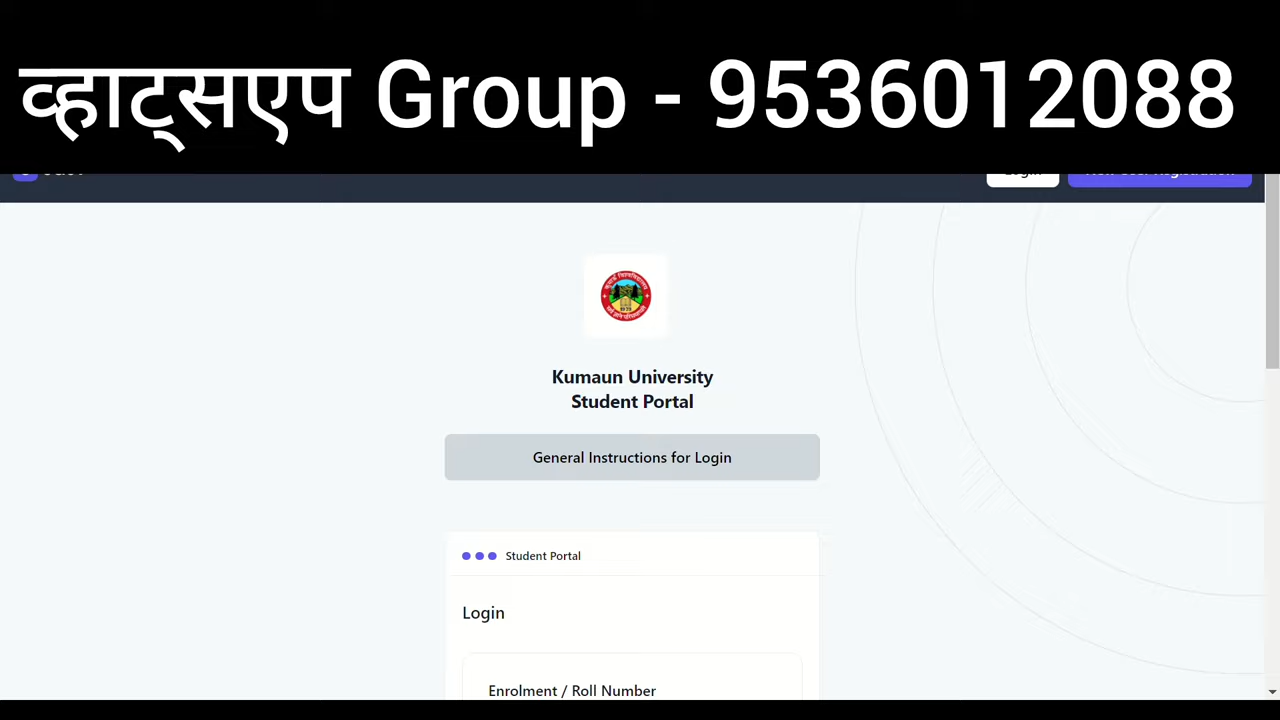 व्हाट्सएप Group - 9536012088
Kumaun University
Student Portal
General Instructions for Login
Student Portal
Login
Enrolment / Roll Number